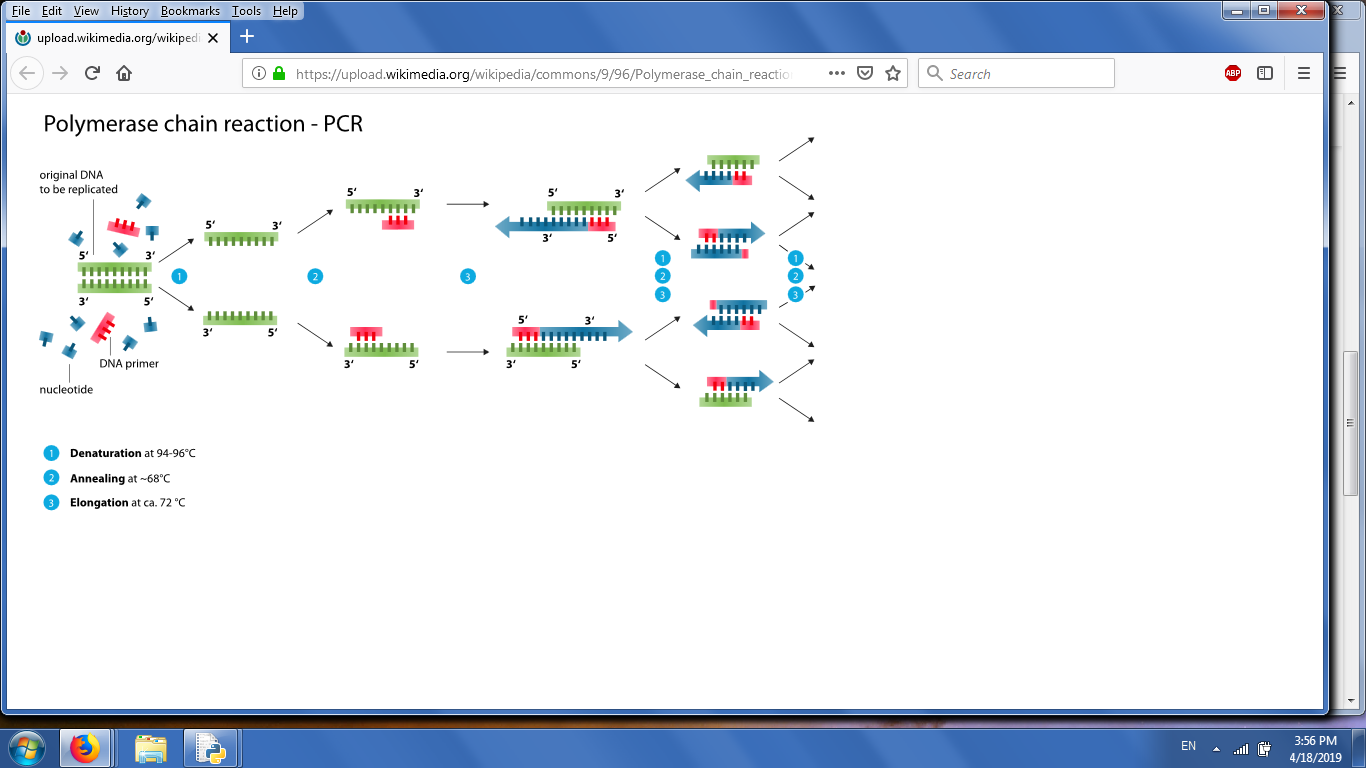 File Edit View History Bookmarks Tools Help
upload.wikimedia.org/wikipedi
https://upload.wikimedia.org/wikipedia/commons/9/96/Polymerase_chain_reactio
Search
ABP
Polymerase chain reaction - PCR
original DNA
to be replicated
5‘ 3‘
3‘ 5‘
DNA primer
nucleotide
1
5‘ 3‘
3‘ 5‘
2
5‘ 3‘
3‘ 5‘
3
5‘ 3‘
3‘ 5‘
5‘ 3‘
3‘ 5‘
1
2
3
1
2
3
1 Denaturation at 94-96°C
2 Annealing at ~68°C
3 Elongation at ca. 72 °C
EN
3:56 PM
4/18/2019